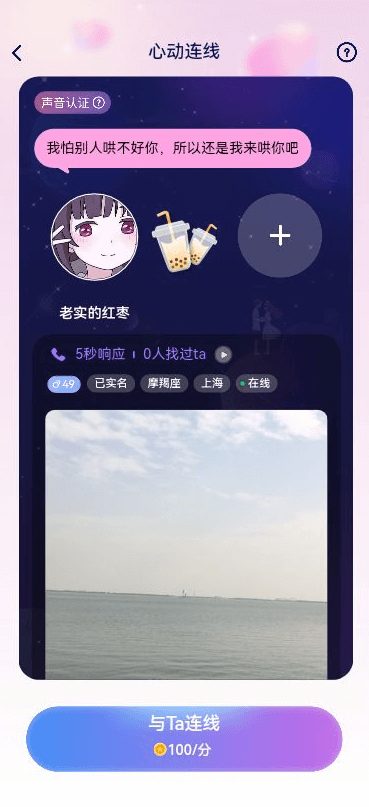 心动连线
声音认证
我怕别人哄不好你，所以还是我来哄你吧
老实的红枣
5秒响应 0人找过ta
♂49 已实名 摩羯座 上海 在线
与Ta连线
100/分